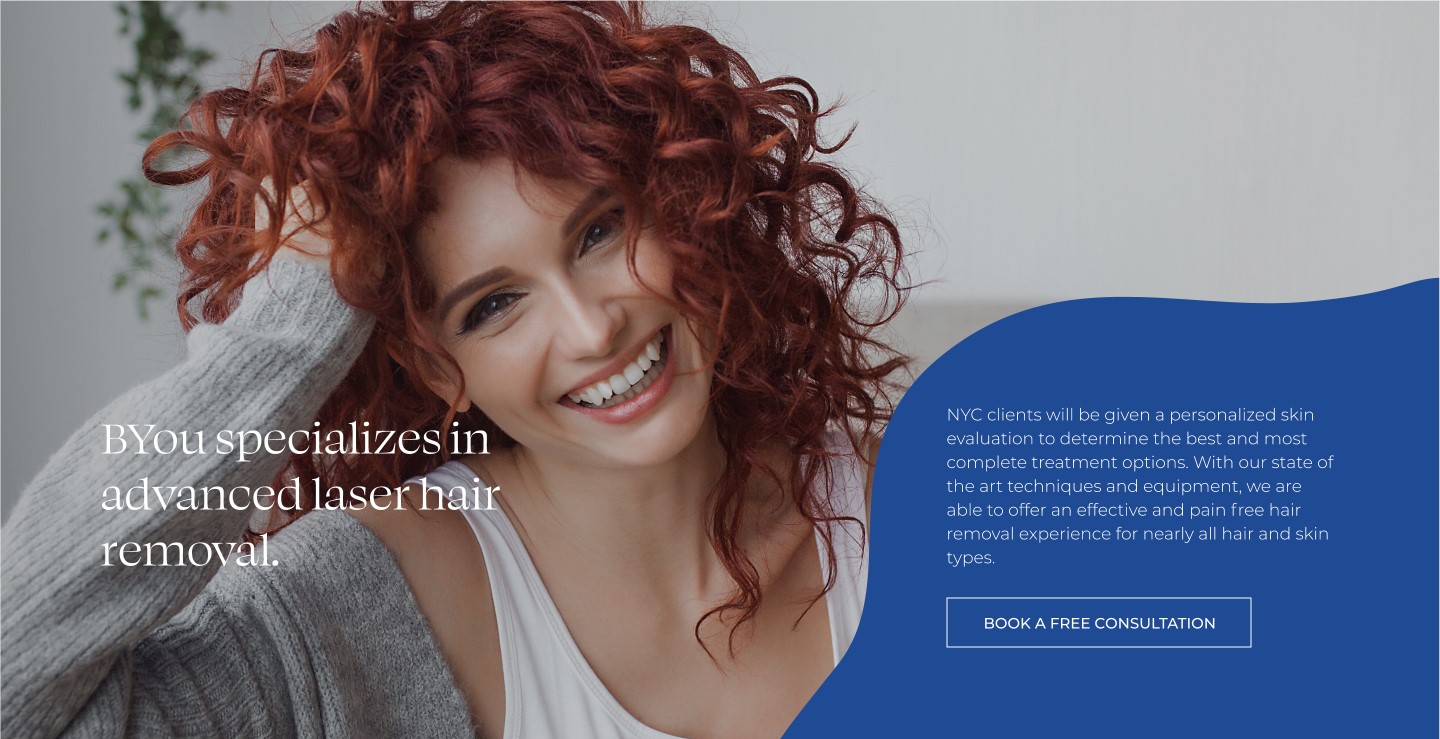 BYou specializes in
advanced laser hair
removal.
NYC clients will be given a personalized skin
evaluation to determine the best and most
complete treatment options. With our state of
the art techniques and equipment, we are
able to offer an effective and pain free hair
removal experience for nearly all hair and skin
types.
BOOK A FREE CONSULTATION